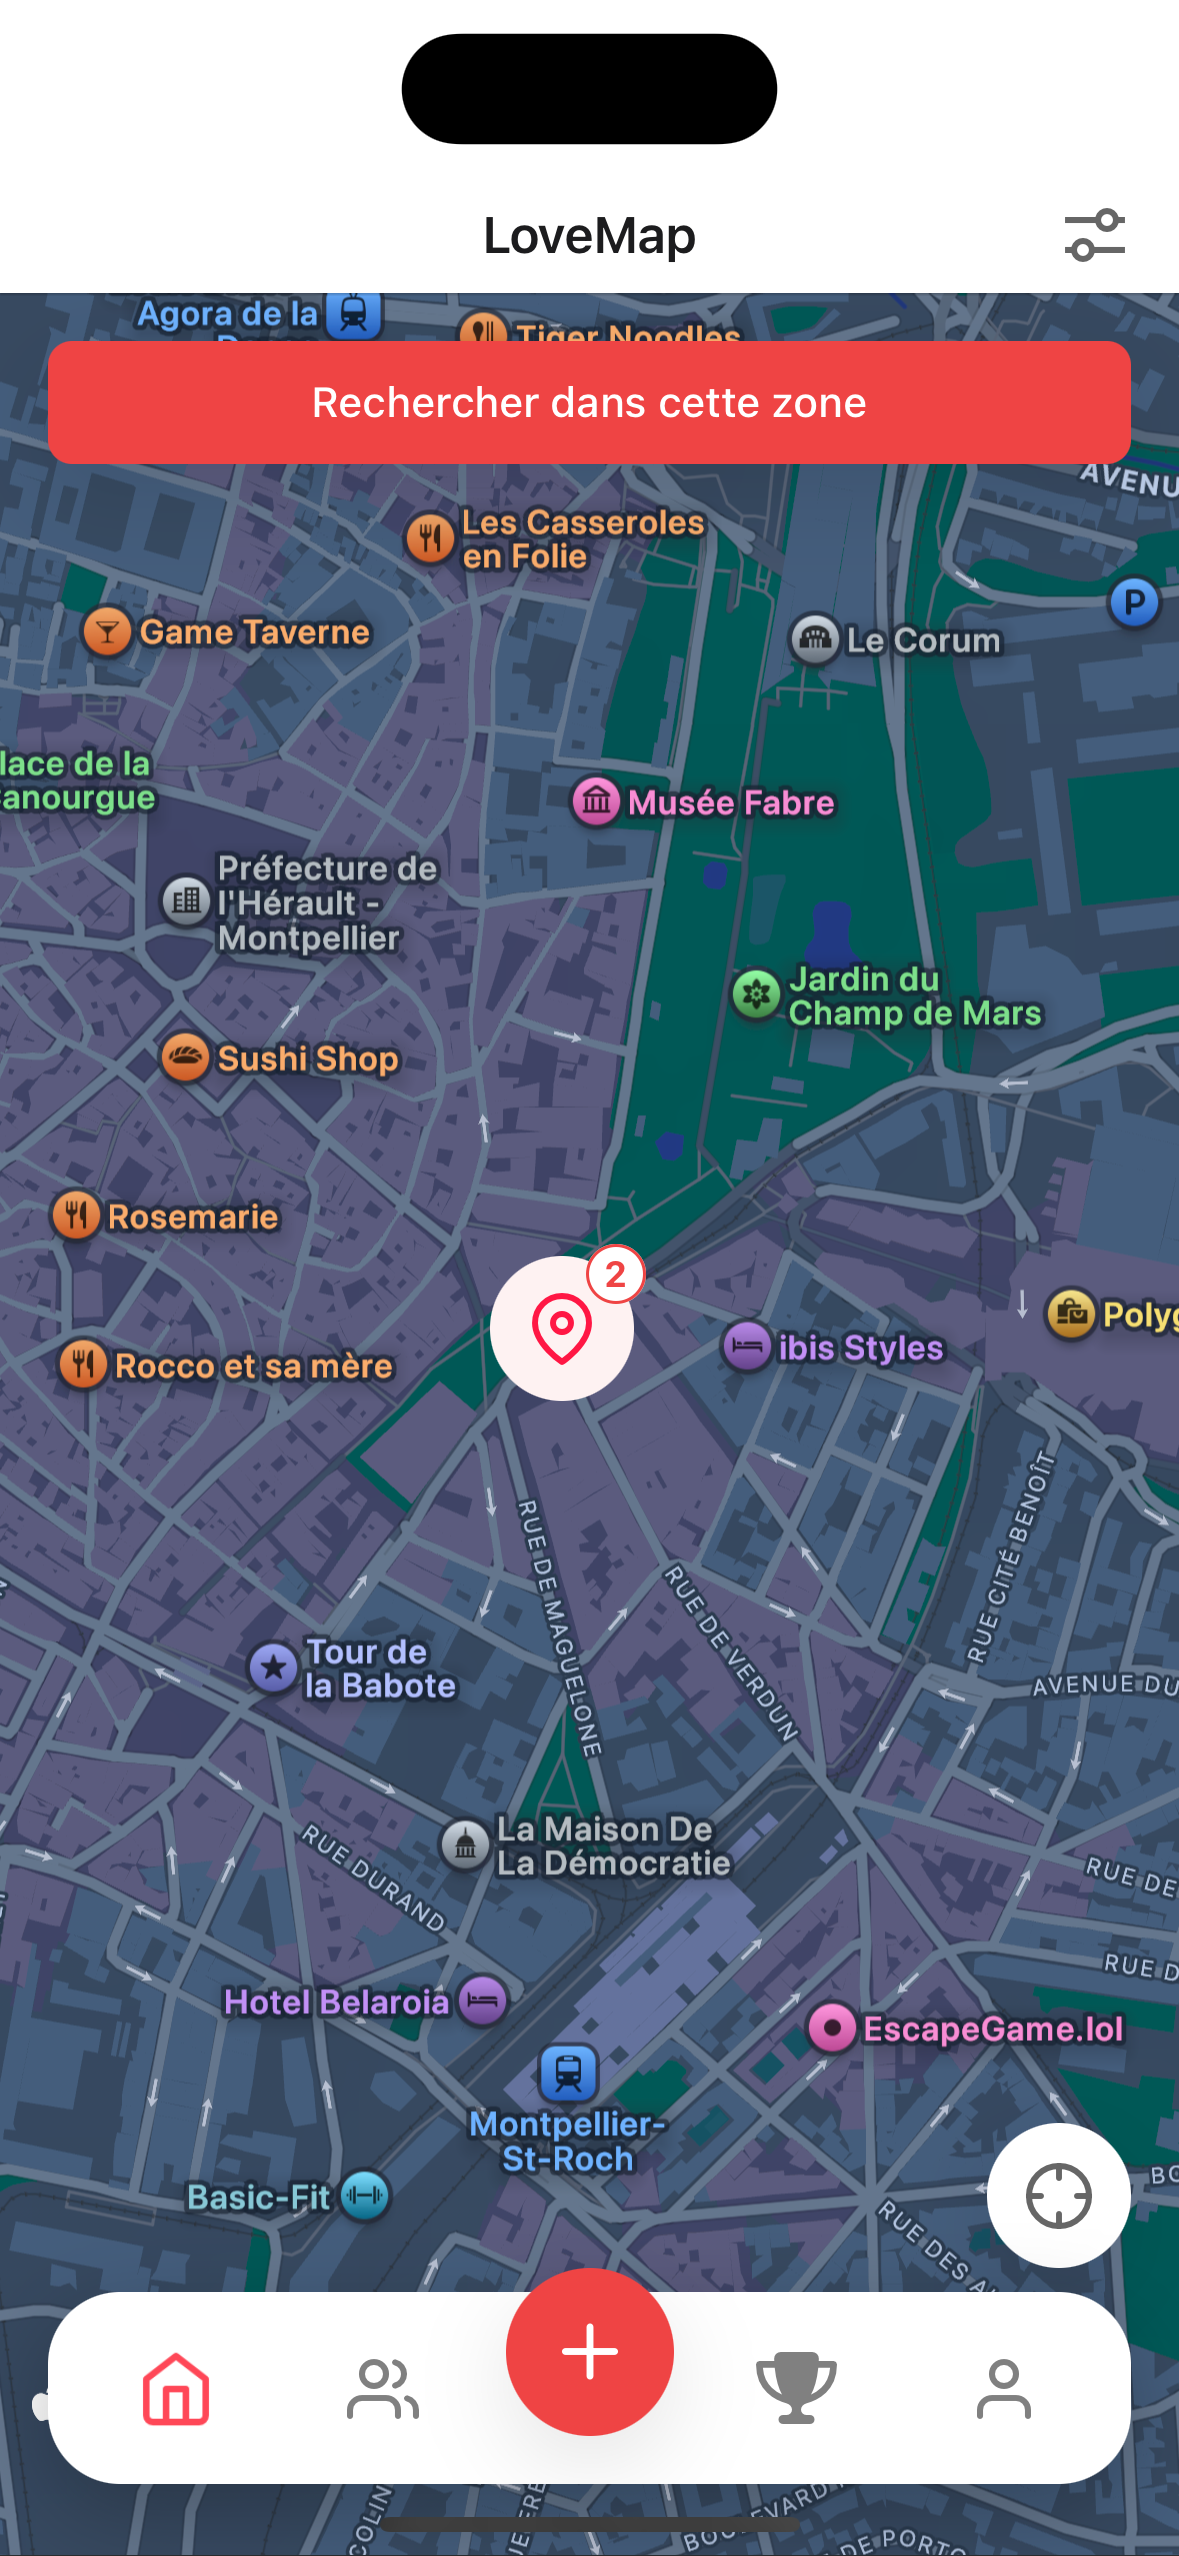 LoveMap
Agora de la
Tiger Noodles
Rechercher dans cette zone
AVENU
Les Casseroles
en Folie
P
Game Taverne
Le Corum
lace de la
anourgue
Musée Fabre
Préfecture de
l'Hérault -
Montpellier
Jardin du
Champ de Mars
Sushi Shop
Rosemarie
2
Polyg
ibis Styles
Rocco et sa mère
RUE CITÉ BENOÎT
RUE DE MAGUELONE
RUE DE VERDUN
Tour de
la Babote
AVENUE DU
La Maison De
La Démocratie
RUE DURAND
RUE DE
RUE D
Hotel Belaroia
EscapeGame.lol
Montpellier-
St-Roch
Basic-Fit
BO
RUE DES A
COLIN
BOULEVARD
DE PORTO